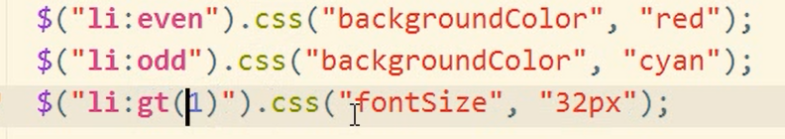 $("li:even").css("backgroundColor", "red");
$("li:odd").css("backgroundColor", "cyan");
$("li:gt(1)").css("fontSize", "32px");